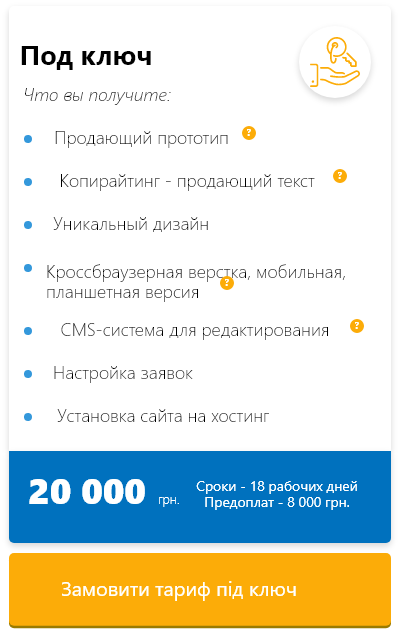 Под ключ
Что вы получите:
Продающий прототип ?
Копирайтинг - продающий текст ?
Уникальный дизайн
Кроссбраузерная верстка, мобильная,
планшетная версия ?
CMS-система для редактирования ?
Настройка заявок
Установка сайта на хостинг
20 000 грн.
Сроки - 18 рабочих дней
Предоплат - 8 000 грн.
Замовити тариф під ключ